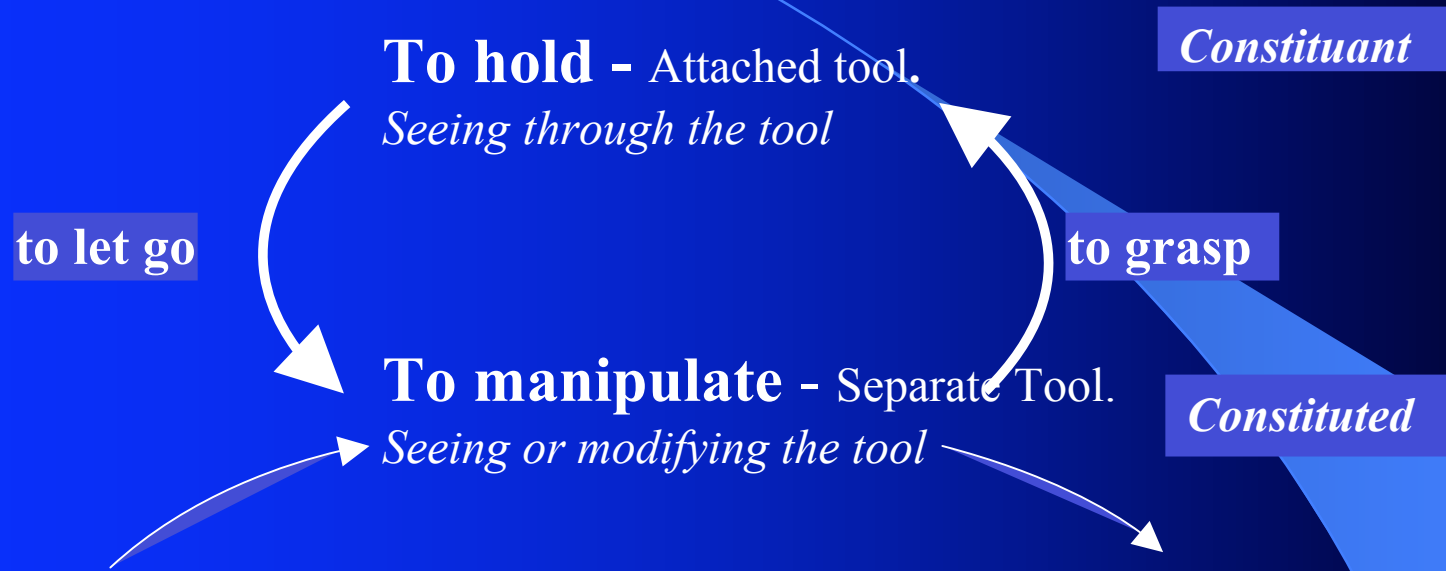 Constituant
To hold - Attached tool.
Seeing through the tool
to let go
to grasp
To manipulate - Separate Tool.
Constituted
Seeing or modifying the tool